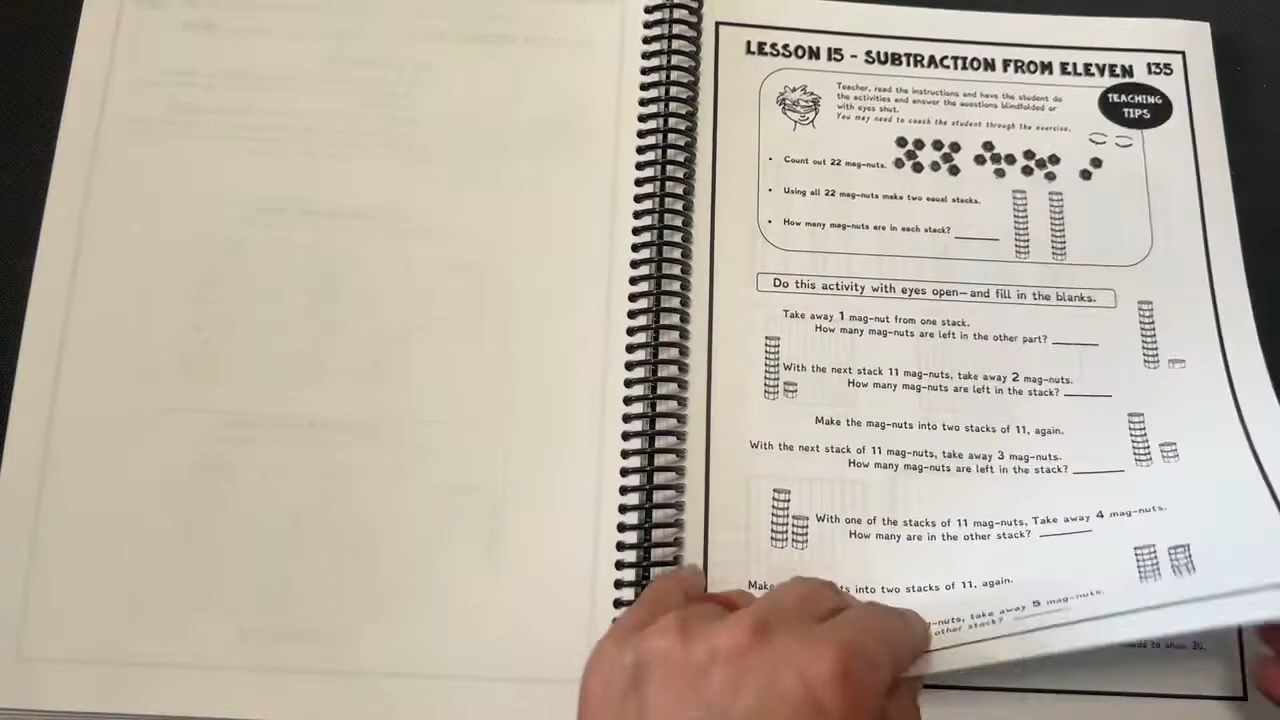 LESSON 15 - SUBTRACTION FROM ELEVEN 135
TEACHING
TIPS
Teacher, read the instructions and have the student do
the activities and answer the questions blindfolded or
with eyes shut.
You may need to coach the student through the exercise.
• Count out 22 mag-nuts.
• Using all 22 mag-nuts make two equal stacks.
• How many mag-nuts are in each stack?
Do this activity with eyes open—and fill in the blanks.
Take away 1 mag-nut from one stack.
How many mag-nuts are left in the other part?
With the next stack 11 mag-nuts, take away 2 mag-nuts.
How many mag-nuts are left in the stack?
Make the mag-nuts into two stacks of 11, again.
With the next stack of 11 mag-nuts, take away 3 mag-nuts.
How many mag-nuts are left in the stack?
With one of the stacks of 11 mag-nuts, Take away 4 mag-nuts.
How many are in the other stack?
Make ts into two stacks of 11, again.
-nuts, take away 5 mag-nuts.
other stack?
to show